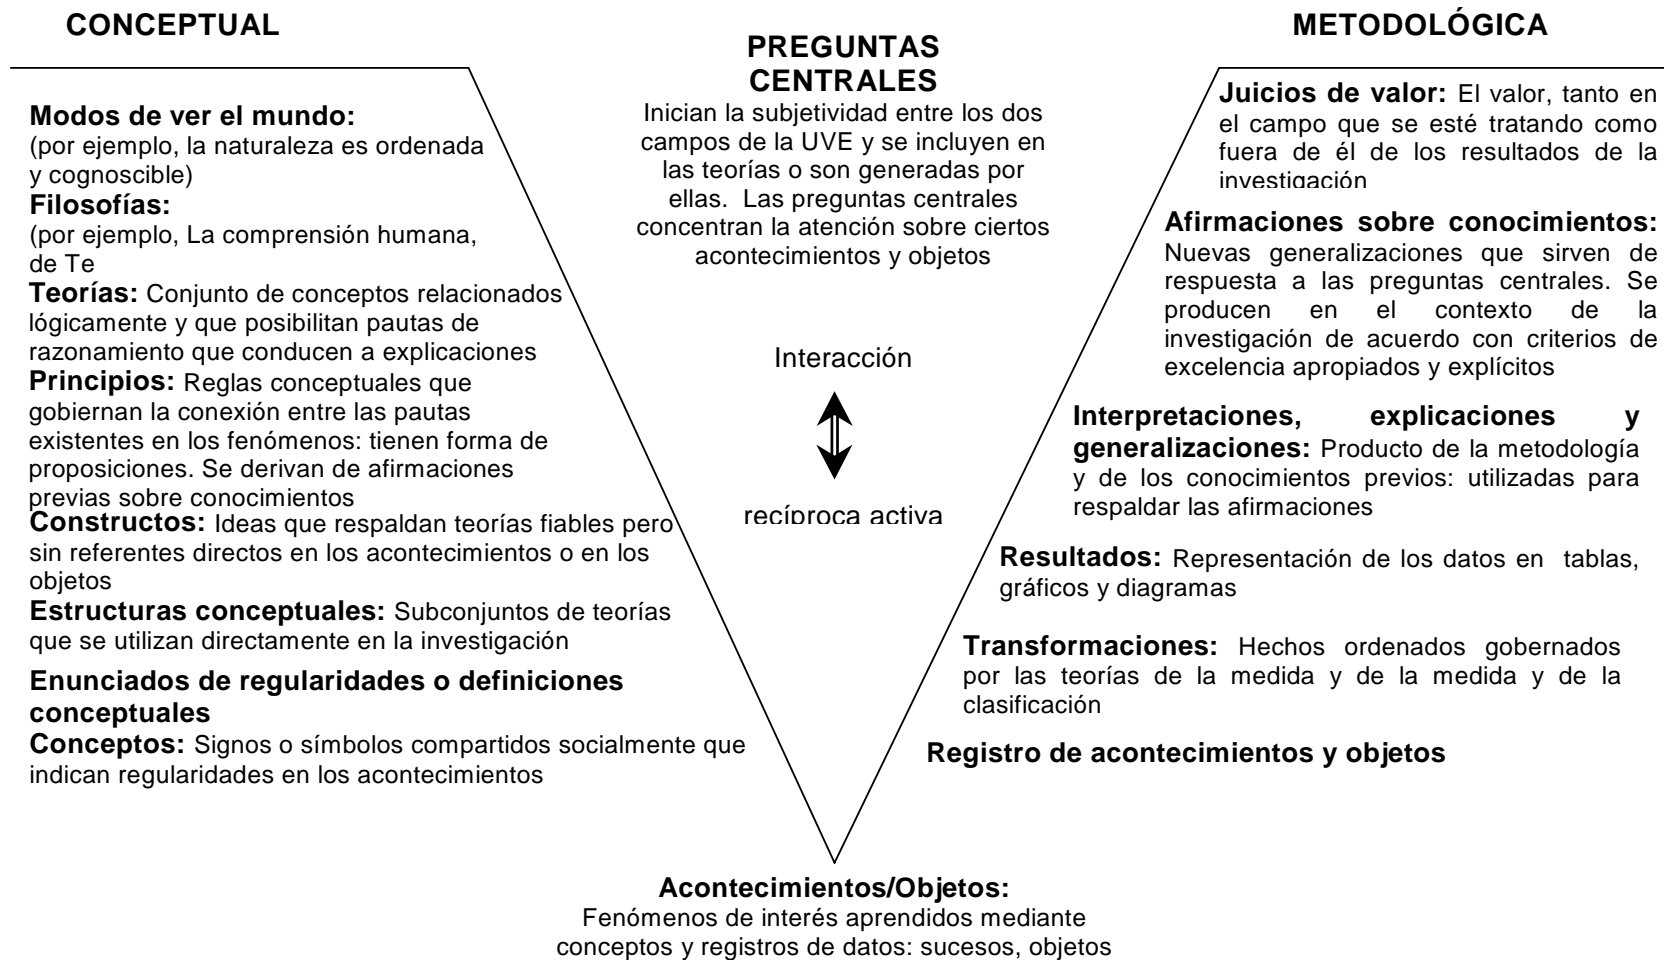 CONCEPTUAL
Modos de ver el mundo:
(por ejemplo, la naturaleza es ordenada
y cognoscible)
Filosofías:
(por ejemplo, La comprensión humana,
de Te
Teorías: Conjunto de conceptos relacionados
lógicamente y que posibilitan pautas de
razonamiento que conducen a explicaciones
Principios: Reglas conceptuales que
gobiernan la conexión entre las pautas
existentes en los fenómenos: tienen forma de
proposiciones. Se derivan de afirmaciones
previas sobre conocimientos
Constructos: Ideas que respaldan teorías fiables pero
sin referentes directos en los acontecimientos o en los
objetos
Estructuras conceptuales: Subconjuntos de teorías
que se utilizan directamente en la investigación
Enunciados de regularidades o definiciones
conceptuales
Conceptos: Signos o símbolos compartidos socialmente que
indican regularidades en los acontecimientos
PREGUNTAS
CENTRALES
Inician la subjetividad entre los dos
campos de la UVE y se incluyen en
las teorías o son generadas por
ellas. Las preguntas centrales
concentran la atención sobre ciertos
acontecimientos y objetos
Interacción
recíproca activa
METODOLÓGICA
Juicios de valor: El valor, tanto en
el campo que se esté tratando como
fuera de él de los resultados de la
investigación
Afirmaciones sobre conocimientos:
Nuevas generalizaciones que sirven de
respuesta a las preguntas centrales. Se
producen en el contexto de la
investigación de acuerdo con criterios de
excelencia apropiados y explícitos
Interpretaciones, explicaciones y
generalizaciones: Producto de la metodología
y de los conocimientos previos: utilizadas para
respaldar las afirmaciones
Resultados: Representación de los datos en tablas,
gráficos y diagramas
Transformaciones: Hechos ordenados gobernados
por las teorías de la medida y de la medida y de la
clasificación
Registro de acontecimientos y objetos
Acontecimientos/Objetos:
Fenómenos de interés aprendidos mediante
conceptos y registros de datos: sucesos, objetos